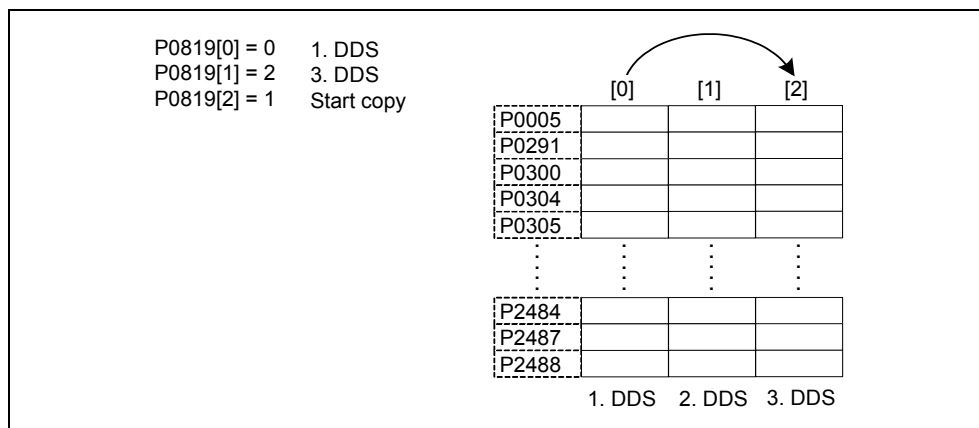 P0819[0] = 0 1. DDS
P0819[1] = 2 3. DDS
P0819[2] = 1 Start copy
[0] [1] [2]
P0005
P0291
P0300
P0304
P0305
P2484
P2487
P2488
1. DDS 2. DDS 3. DDS